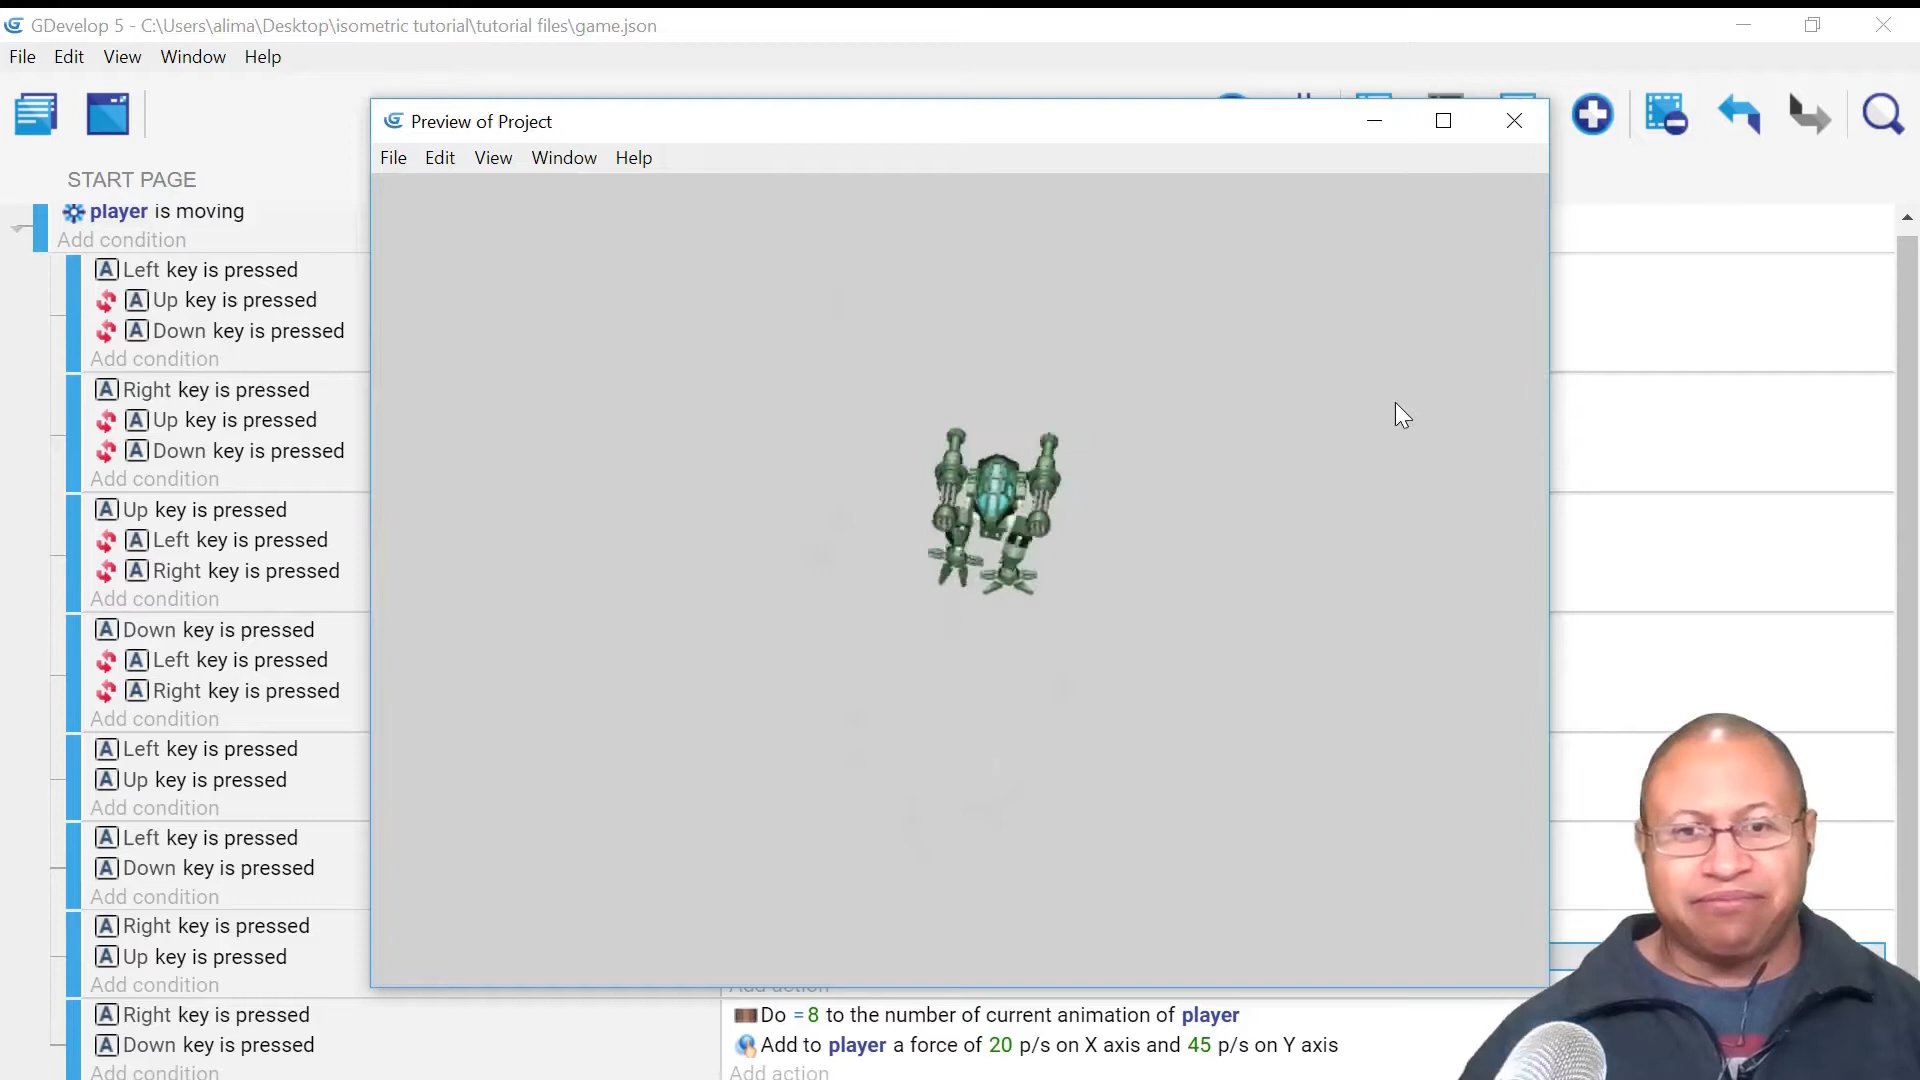 GDevelop 5 - C:\Users\alima\Desktop\isometric tutorial\tutorial files\game.json
File Edit View Window Help
Preview of Project
File Edit View Window Help
START PAGE
player is moving
Add condition
A Left key is pressed
A Up key is pressed
A Down key is pressed
Add condition
A Right key is pressed
A Up key is pressed
A Down key is pressed
Add condition
A Up key is pressed
A Left key is pressed
A Right key is pressed
Add condition
A Down key is pressed
A Left key is pressed
A Right key is pressed
Add condition
A Left key is pressed
A Up key is pressed
Add condition
A Left key is pressed
A Down key is pressed
Add condition
A Right key is pressed
A Up key is pressed
Add condition
Add action
A Right key is pressed
A Down key is pressed
Add condition
Do =8 to the number of current animation of player
Add to player a force of 20 p/s on X axis and 45 p/s on Y axis
Add action